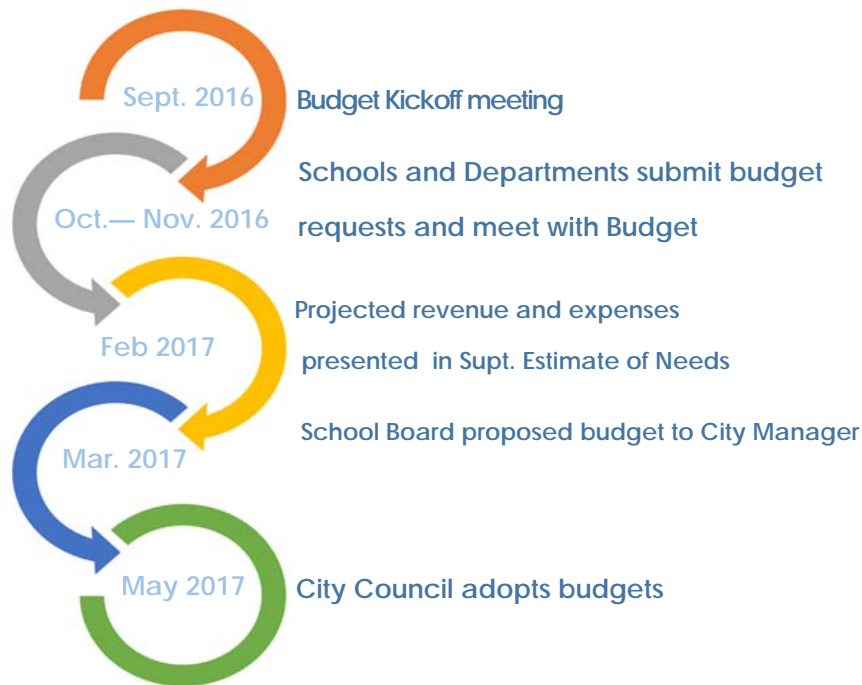 Sept. 2016 Budget Kickoff meeting
Schools and Departments submit budget
Oct.— Nov. 2016 requests and meet with Budget
Projected revenue and expenses
Feb 2017 presented in Supt. Estimate of Needs
School Board proposed budget to City Manager
Mar. 2017
May 2017 City Council adopts budgets